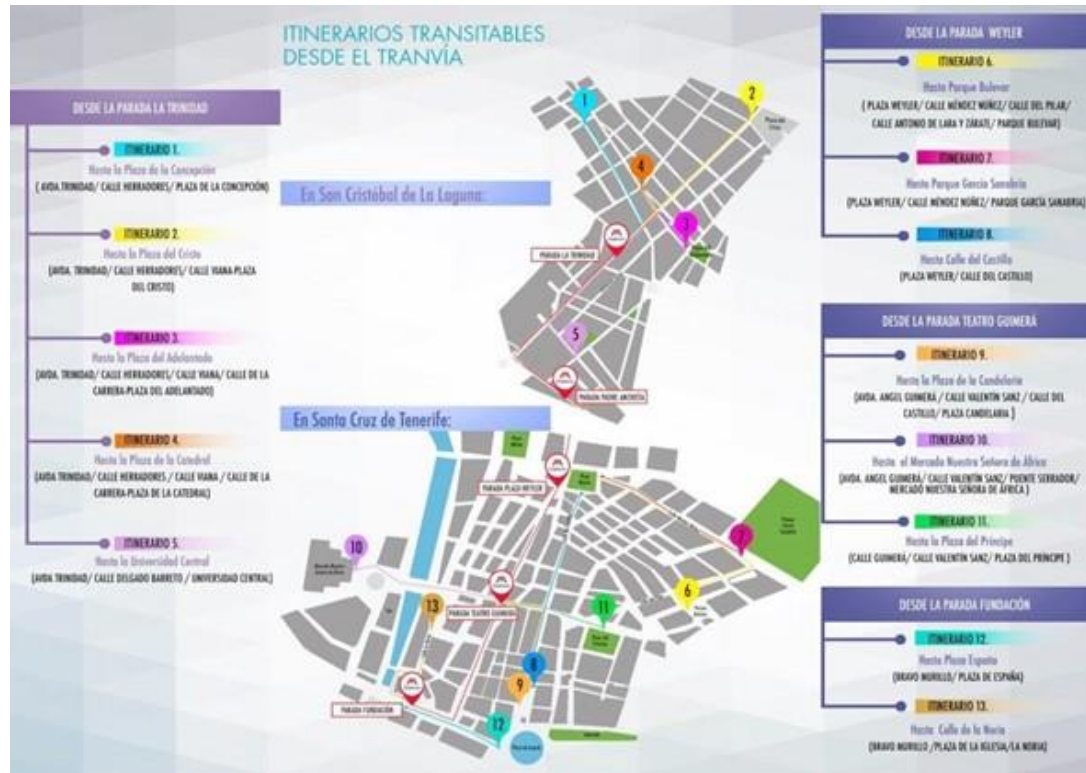 ITINERARIOS TRANSITABLES
DESDE EL TRANVÍA
DESDE LA PARADA LA TRINIDAD
ITINERARIO 1.
Hasta la Plaza de la Concepción
( AVDA.TRINIDAD/ CALLE HERRADORES/ PLAZA DE LA CONCEPCIÓN)
ITINERARIO 2.
Hasta la Plaza del Cristo
(AVDA. TRINIDAD/ CALLE HERRADORES/ CALLE VIANA-PLAZA
DEL CRISTO)
ITINERARIO 3.
Hasta la Plaza del Adelantado
(AVDA. TRINIDAD/ CALLE HERRADORES/ CALLE VIANA/ CALLE DE LA
CARRERA-PLAZA DEL ADELANTADO)
ITINERARIO 4.
Hasta la Plaza de la Catedral
(AVDA TRINIDAD/ CALLE HERRADORES / CALLE VIANA / CALLE DE LA
CARRERA-PLAZA DE LA CATEDRAL)
ITINERARIO 5.
Hasta la Universidad Central
(AVDA TRINIDAD/ CALLE DELGADO BARRETO / UNIVERSIDAD CENTRAL)
En San Cristóbal de La Laguna:
1
2
4
3
PARADA LA TRINIDAD
5
PARADA PADRE ANCHIETA
En Santa Cruz de Tenerife:
PARADA PLAZA WEYLER
10
7
6
PARADA TEATRO GUIMERÁ
13
11
8
9
PARADA FUNDACIÓN
12
DESDE LA PARADA WEYLER
ITINERARIO 6.
Hasta Parque Bulevar
( PLAZA WEYLER/ CALLE MÉNDEZ NÚÑEZ/ CALLE DEL PILAR/
CALLE ANTONIO DE LARA Y ZÁRATE/ PARQUE BULEVAR)
ITINERARIO 7.
Hasta Parque García Sanabria
(PLAZA WEYLER/ CALLE MÉNDEZ NÚÑEZ/ PARQUE GARCÍA SANABRIA)
ITINERARIO 8.
Hasta Calle del Castillo
(PLAZA WEYLER/ CALLE DEL CASTILLO)
DESDE LA PARADA TEATRO GUIMERÁ
ITINERARIO 9.
Hasta la Plaza de la Candelaria
(AVDA. ANGEL GUIMERÁ / CALLE VALENTÍN SANZ / CALLE DEL
CASTILLO/ PLAZA CANDELARIA )
ITINERARIO 10.
Hasta el Mercado Nuestra Señora de África
(AVDA. ANGEL GUIMERÁ/ CALLE VALENTÍN SANZ/ PUENTE SERRADOR/
MERCADO NUESTRA SEÑORA DE ÁFRICA )
ITINERARIO 11.
Hasta la Plaza del Príncipe
(CALLE GUIMERÁ/ CALLE VALENTÍN SANZ/ PLAZA DEL PRÍNCIPE )
DESDE LA PARADA FUNDACIÓN
ITINERARIO 12.
Hasta Plaza España
(BRAVO MURILLO/ PLAZA DE ESPAÑA)
ITINERARIO 13.
Hasta Calle de la Noria
(BRAVO MURILLO /PLAZA DE LA IGLESIA/LA NORIA)